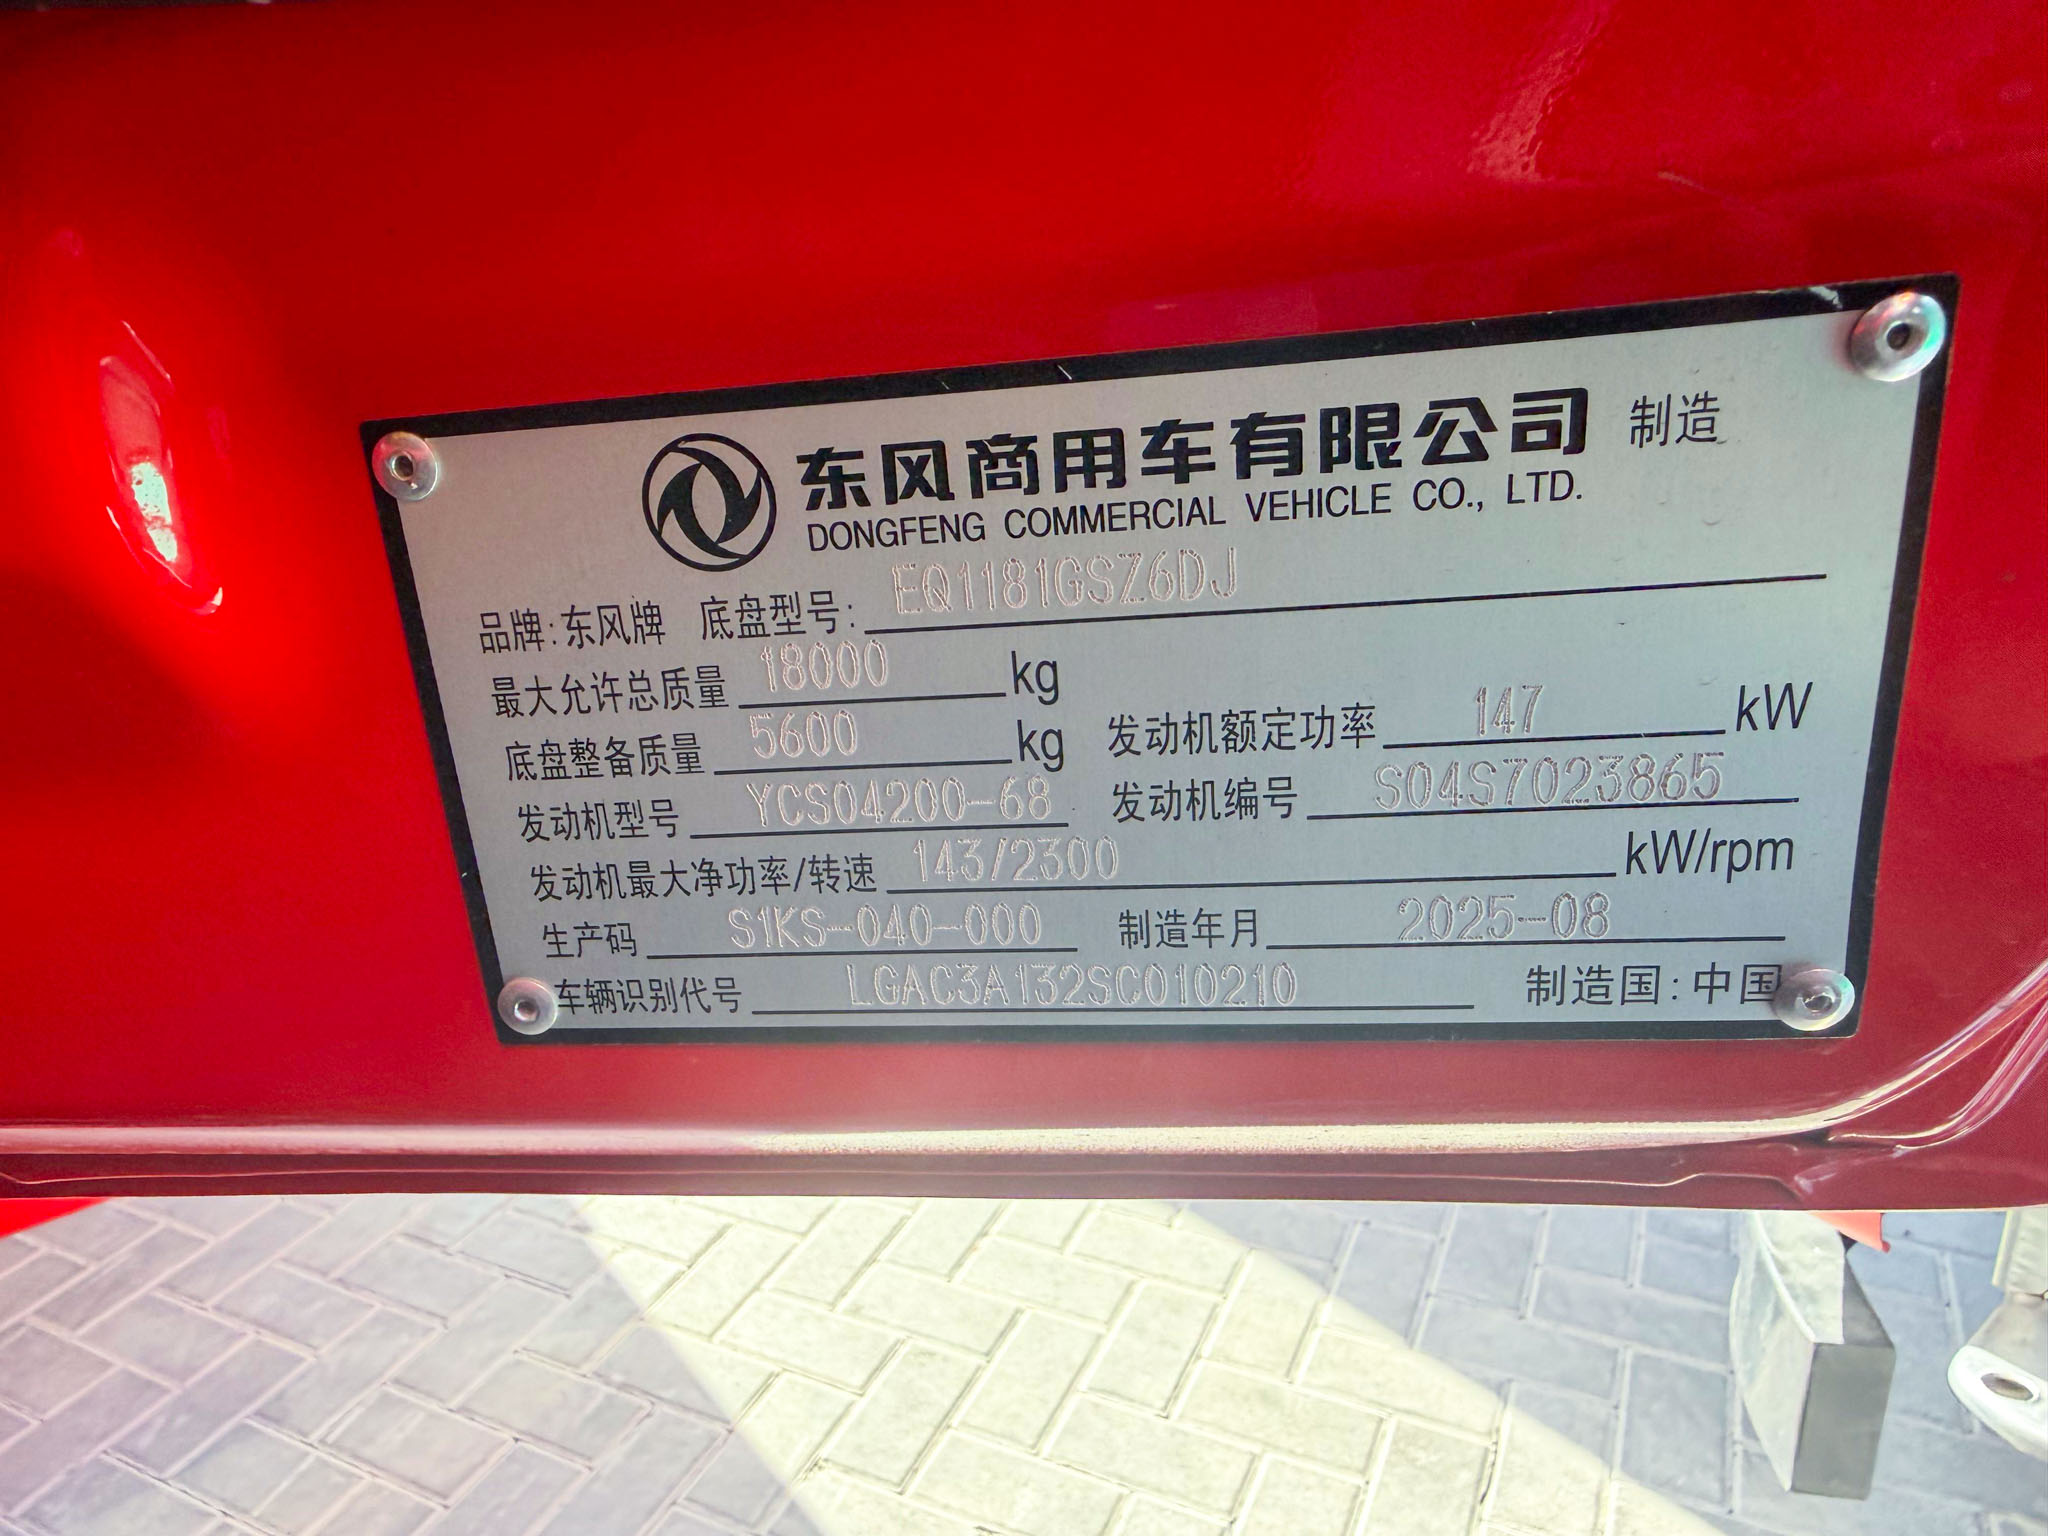 东风商用车有限公司 制造
DONGFENG COMMERCIAL VEHICLE CO., LTD.
品牌:东风牌 底盘型号: EQ1181GSZ6DJ
最大允许总质量 18000 kg
底盘整备质量 5600 kg 发动机额定功率 147 kW
发动机型号 YCS04200-68 发动机编号 S04S7023865
发动机最大净功率/转速 143/2300 kW/rpm
生产码 S1KS-040-000 制造年月 2025-08
车辆识别代号 LGAC3A132SC010210 制造国:中国